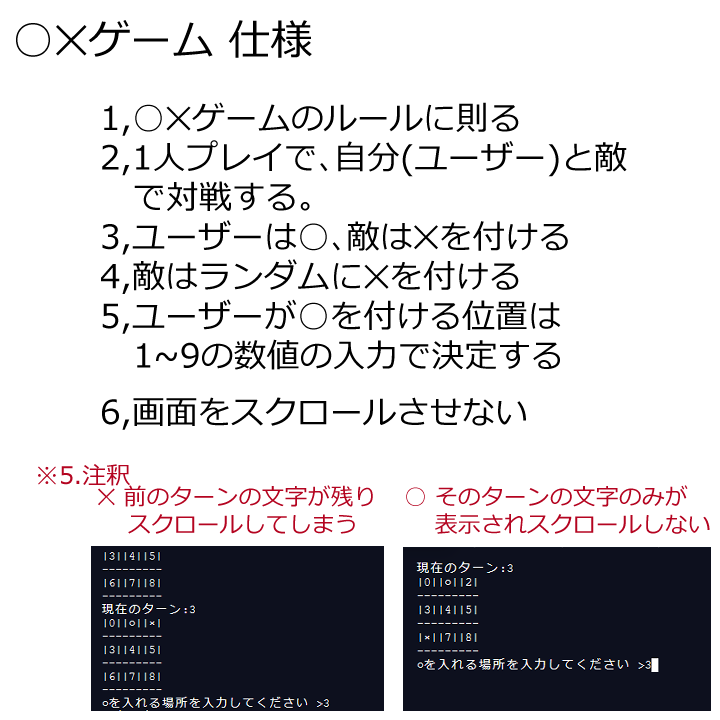 ○×ゲーム 仕様
1,○×ゲームのルールに則る
2,1人プレイで、自分(ユーザー)と敵
で対戦する。
3,ユーザーは○、敵は×を付ける
4,敵はランダムに×を付ける
5,ユーザーが○を付ける位置は
1~9の数値の入力で決定する
6,画面をスクロールさせない
※5.注釈
× 前のターンの文字が残り
スクロールしてしまう
○ そのターンの文字のみが
表示されスクロールしない
|3||4||5|
---------
|6||7||8|
---------
現在のターン:3
|0||o||×|
---------
|3||4||5|
---------
|6||7||8|
---------
oを入れる場所を入力してください >3
現在のターン:3
|0||o||2|
---------
|3||4||5|
---------
|×||7||8|
---------
oを入れる場所を入力してください >3